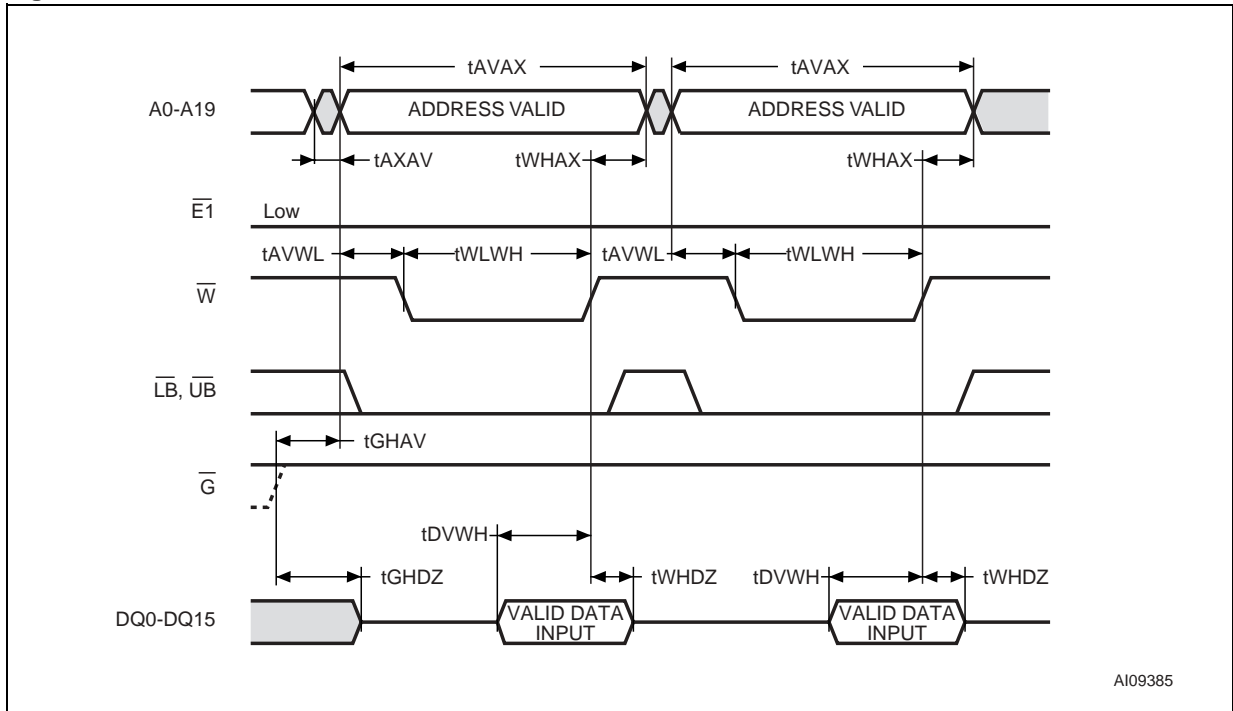 tAVAX tAVAX
A0-A19 ADDRESS VALID ADDRESS VALID
tAXAV tWHAX tWHAX
E1 Low
tAVWL tWLWH tAVWL tWLWH
W
LB, UB
tGHAV
G
tDVWH
tGHDZ tWHDZ tDVWH tWHDZ
DQ0-DQ15 VALID DATA INPUT VALID DATA INPUT
AI09385